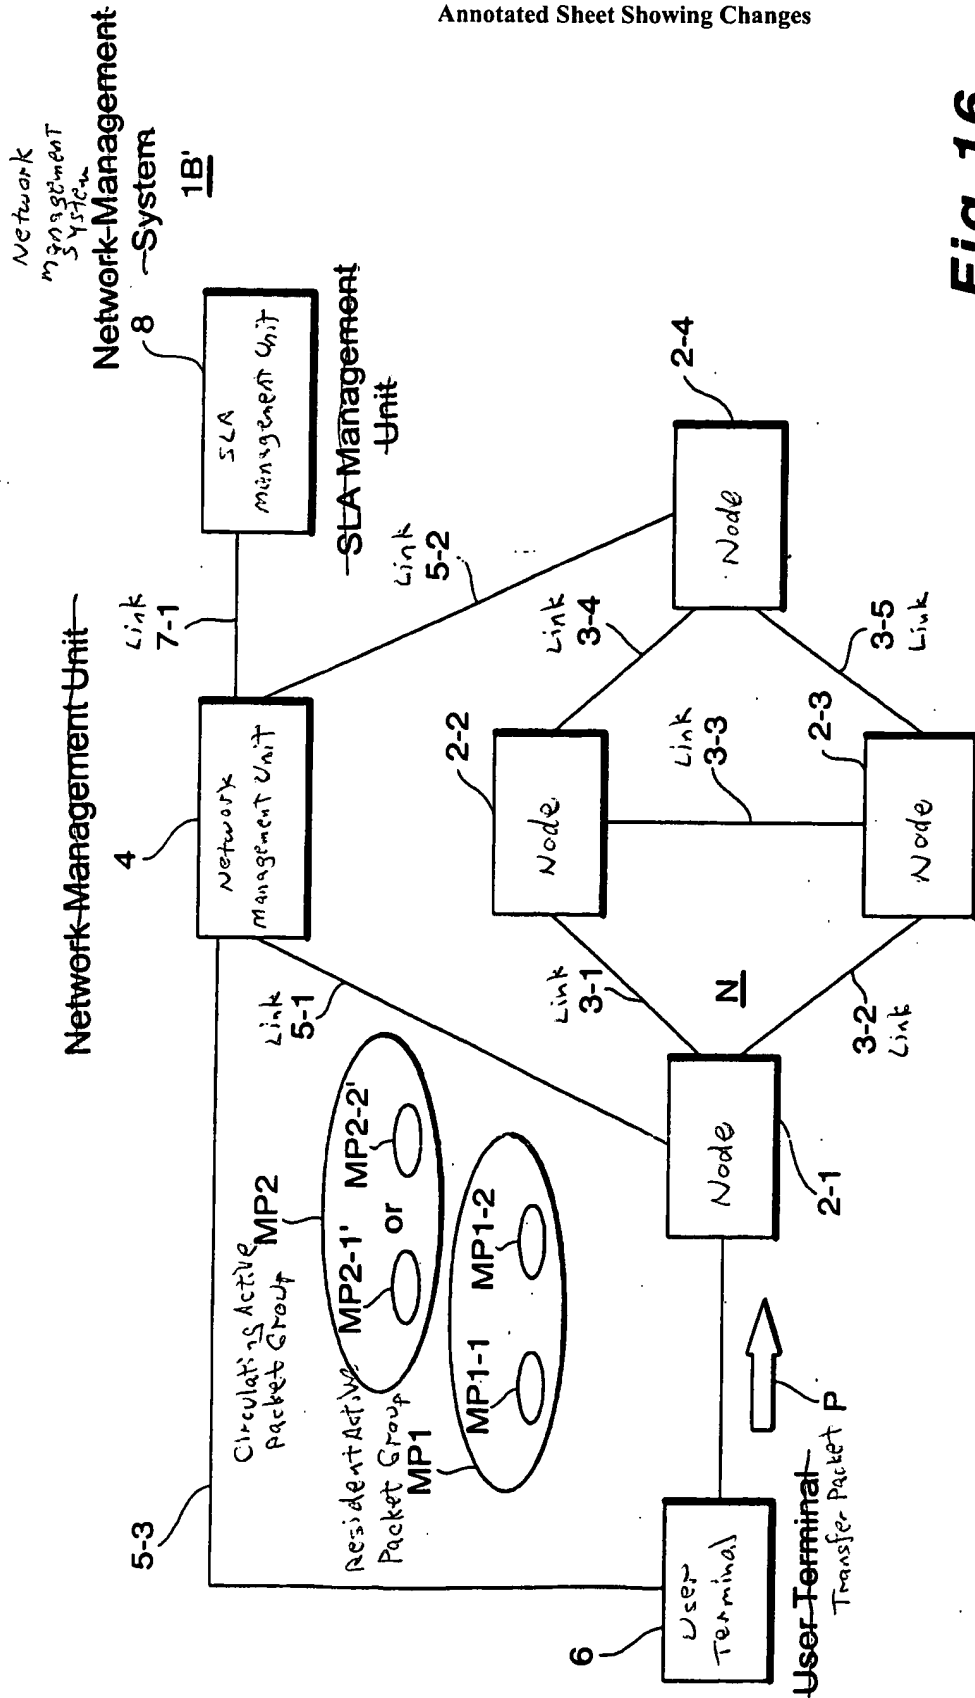 Annotated Sheet Showing Changes
Fig. 16
Network
Management
System
Network Management
System
1B'
Network Management Unit
4
Network
Management Unit
Link
7-1
8
SLA
Management Unit
SLA Management
Unit
5-3
Circulating Active
Packet Group
MP2
MP2-1'
or
MP2-2'
Resident Active
Packet Group
MP1
MP1-1
MP1-2
Link
5-1
Link
5-2
6
User
Terminal
User Terminal
P
Transfer Packet
Node
2-1
N
Link
3-1
3-2
Link
2-2
Node
Link
3-3
2-3
Node
Link
3-4
3-5
Link
2-4
Node